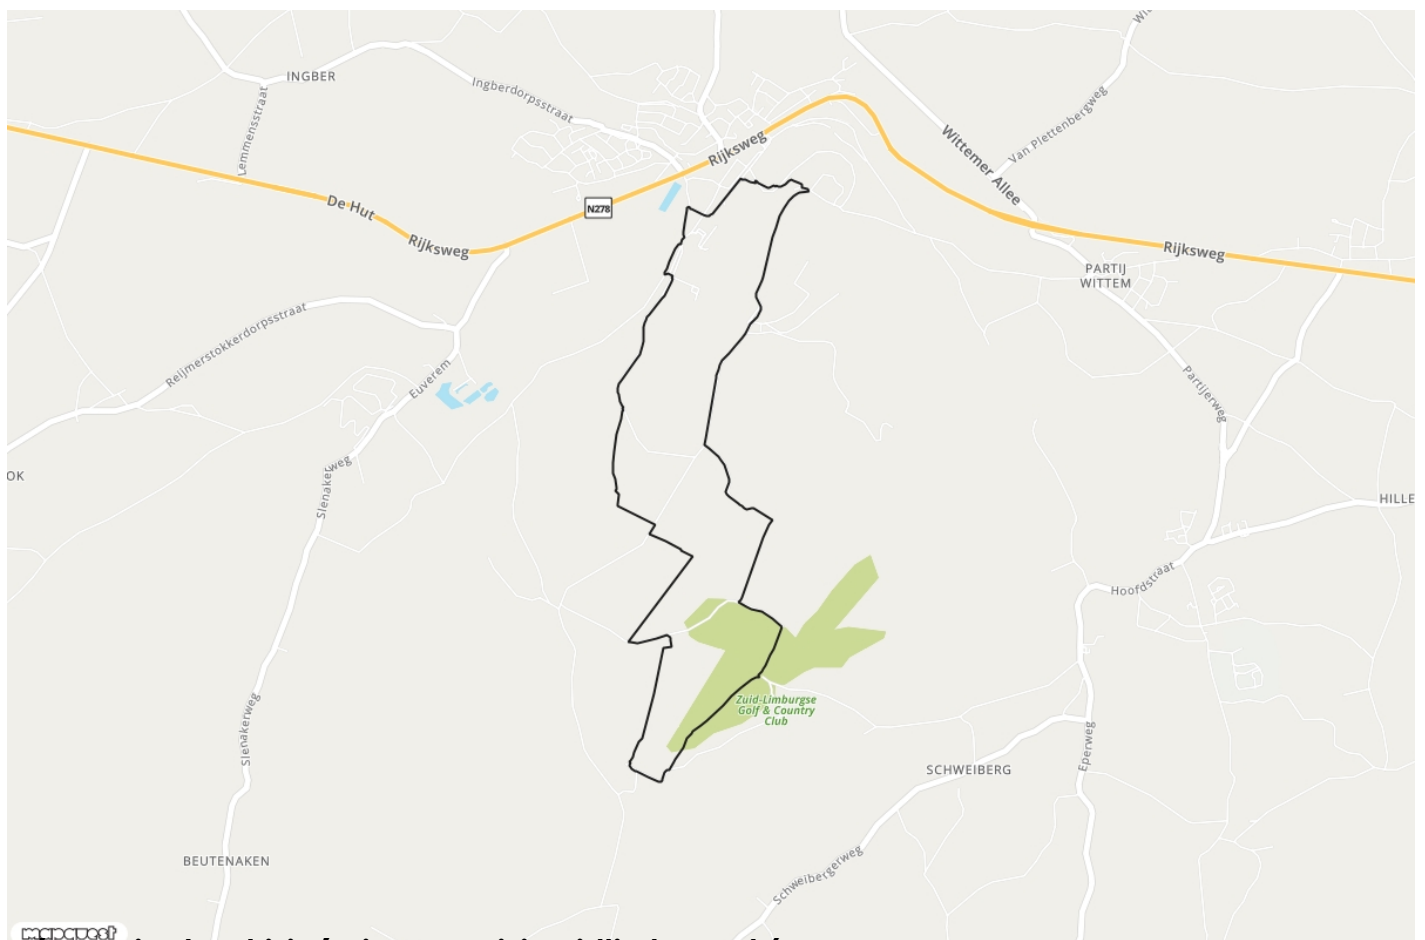 INGBER
Ingberdorpsstraat
Lemmensstraat
Rijksweg
Wittemer Allee
Van Plettenbergweg
De Hut
N278
Rijksweg
Rijksweg
PARTIJ
WITTEM
Reijmerstokkerdorpsstraat
Euverem
Partijerweg
OK
Slenakerweg
HILLE
Hoofdstraat
Zuid-Limburgse
Golf & Country
Club
Slenakerweg
Eperweg
SCHWEIBERG
BEUTENAKEN
Schweibergerweg
mapquest